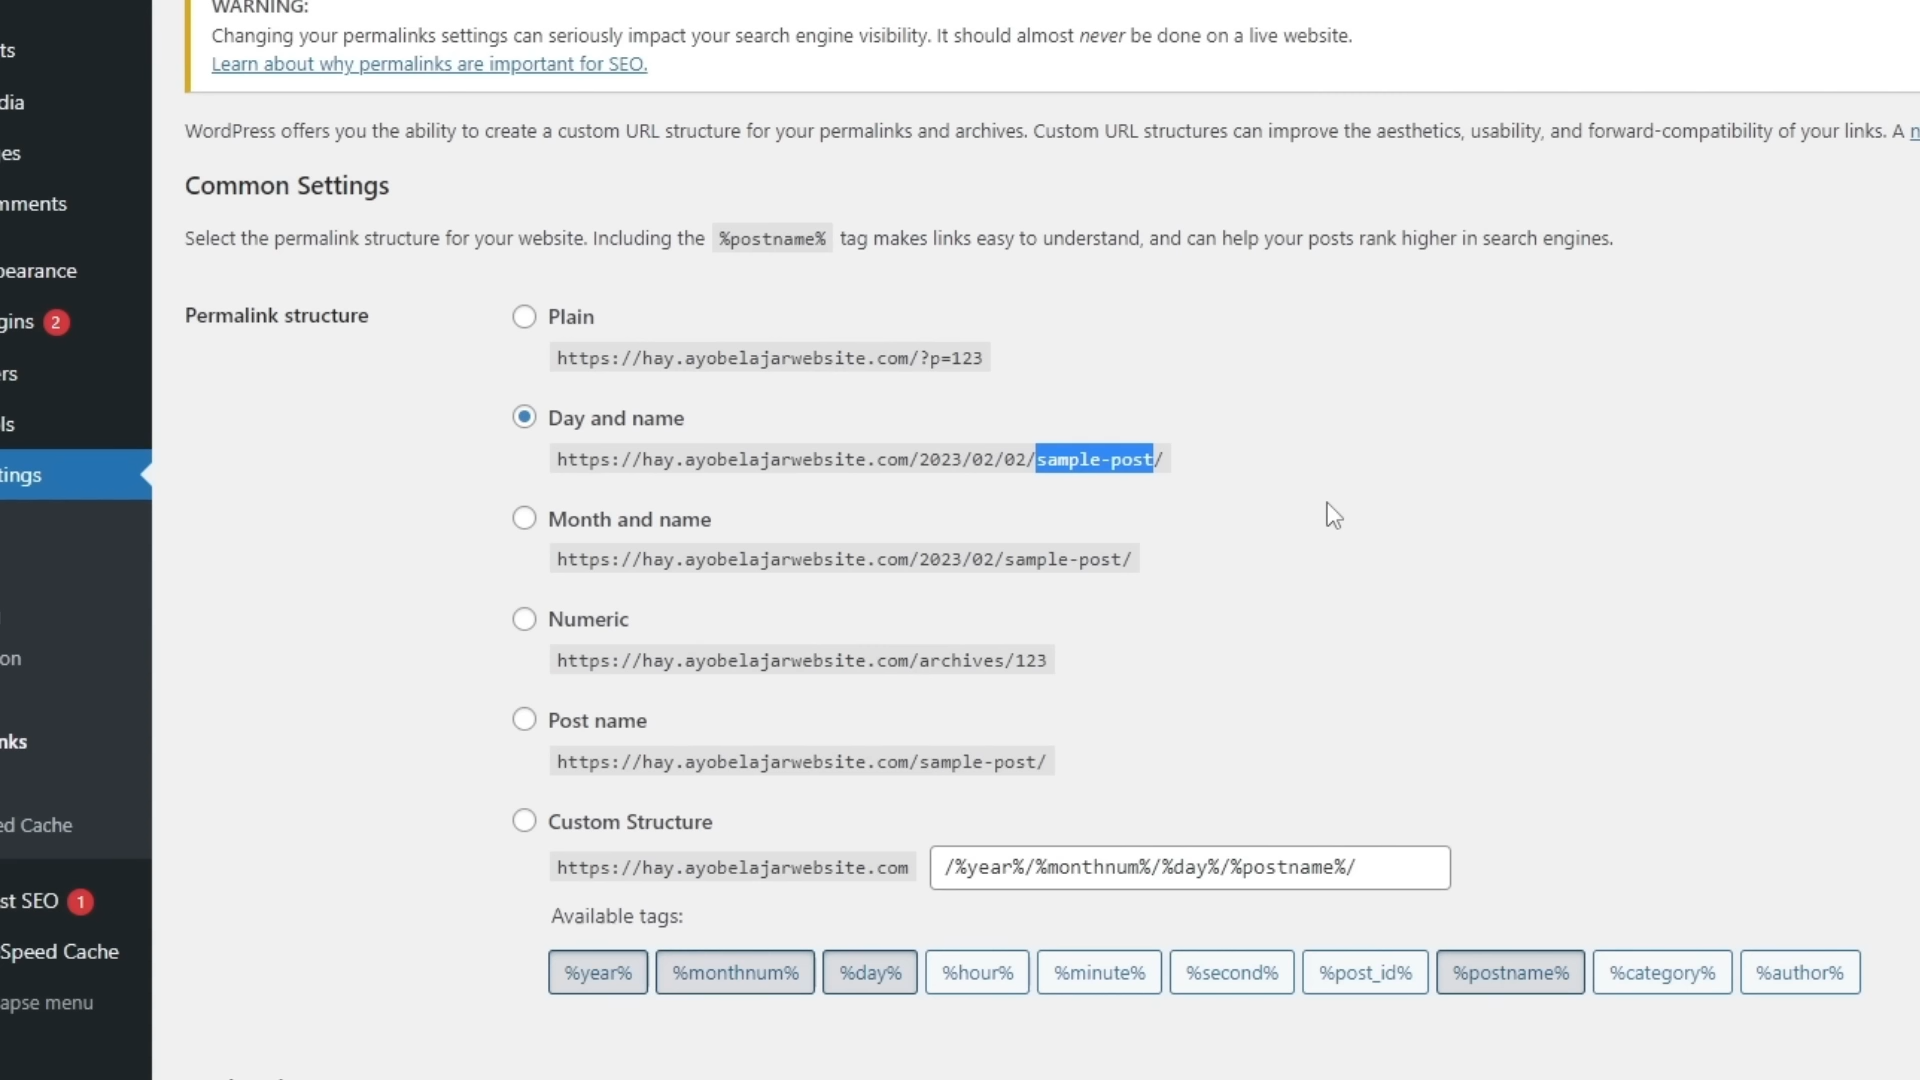 WARNING:
Changing your permalinks settings can seriously impact your search engine visibility. It should almost never be done on a live website.
Learn about why permalinks are important for SEO.
WordPress offers you the ability to create a custom URL structure for your permalinks and archives. Custom URL structures can improve the aesthetics, usability, and forward-compatibility of your links. A n
Common Settings
Select the permalink structure for your website. Including the %postname% tag makes links easy to understand, and can help your posts rank higher in search engines.
Permalink structure
Plain
https://hay.ayobelajarwebsite.com/?p=123
Day and name
https://hay.ayobelajarwebsite.com/2023/02/02/sample-post/
Month and name
https://hay.ayobelajarwebsite.com/2023/02/sample-post/
Numeric
https://hay.ayobelajarwebsite.com/archives/123
Post name
https://hay.ayobelajarwebsite.com/sample-post/
Custom Structure
https://hay.ayobelajarwebsite.com /%year%/%monthnum%/%day%/%postname%/
Available tags:
%year% %monthnum% %day% %hour% %minute% %second% %post_id% %postname% %category% %author%
ts
dia
es
mments
pearance
gins 2
rs
ls
tings
on
nks
ed Cache
st SEO 1
Speed Cache
apse menu